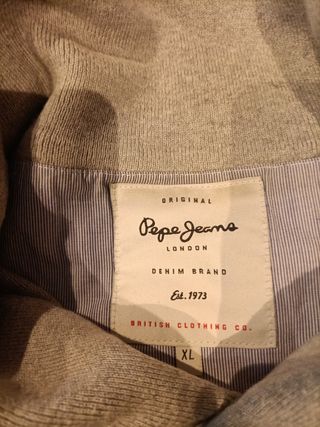 ORIGINAL
Pepe Jeans
LONDON
DENIM BRAND
Est. 1973
BRITISH CLOTHING CO.
XL